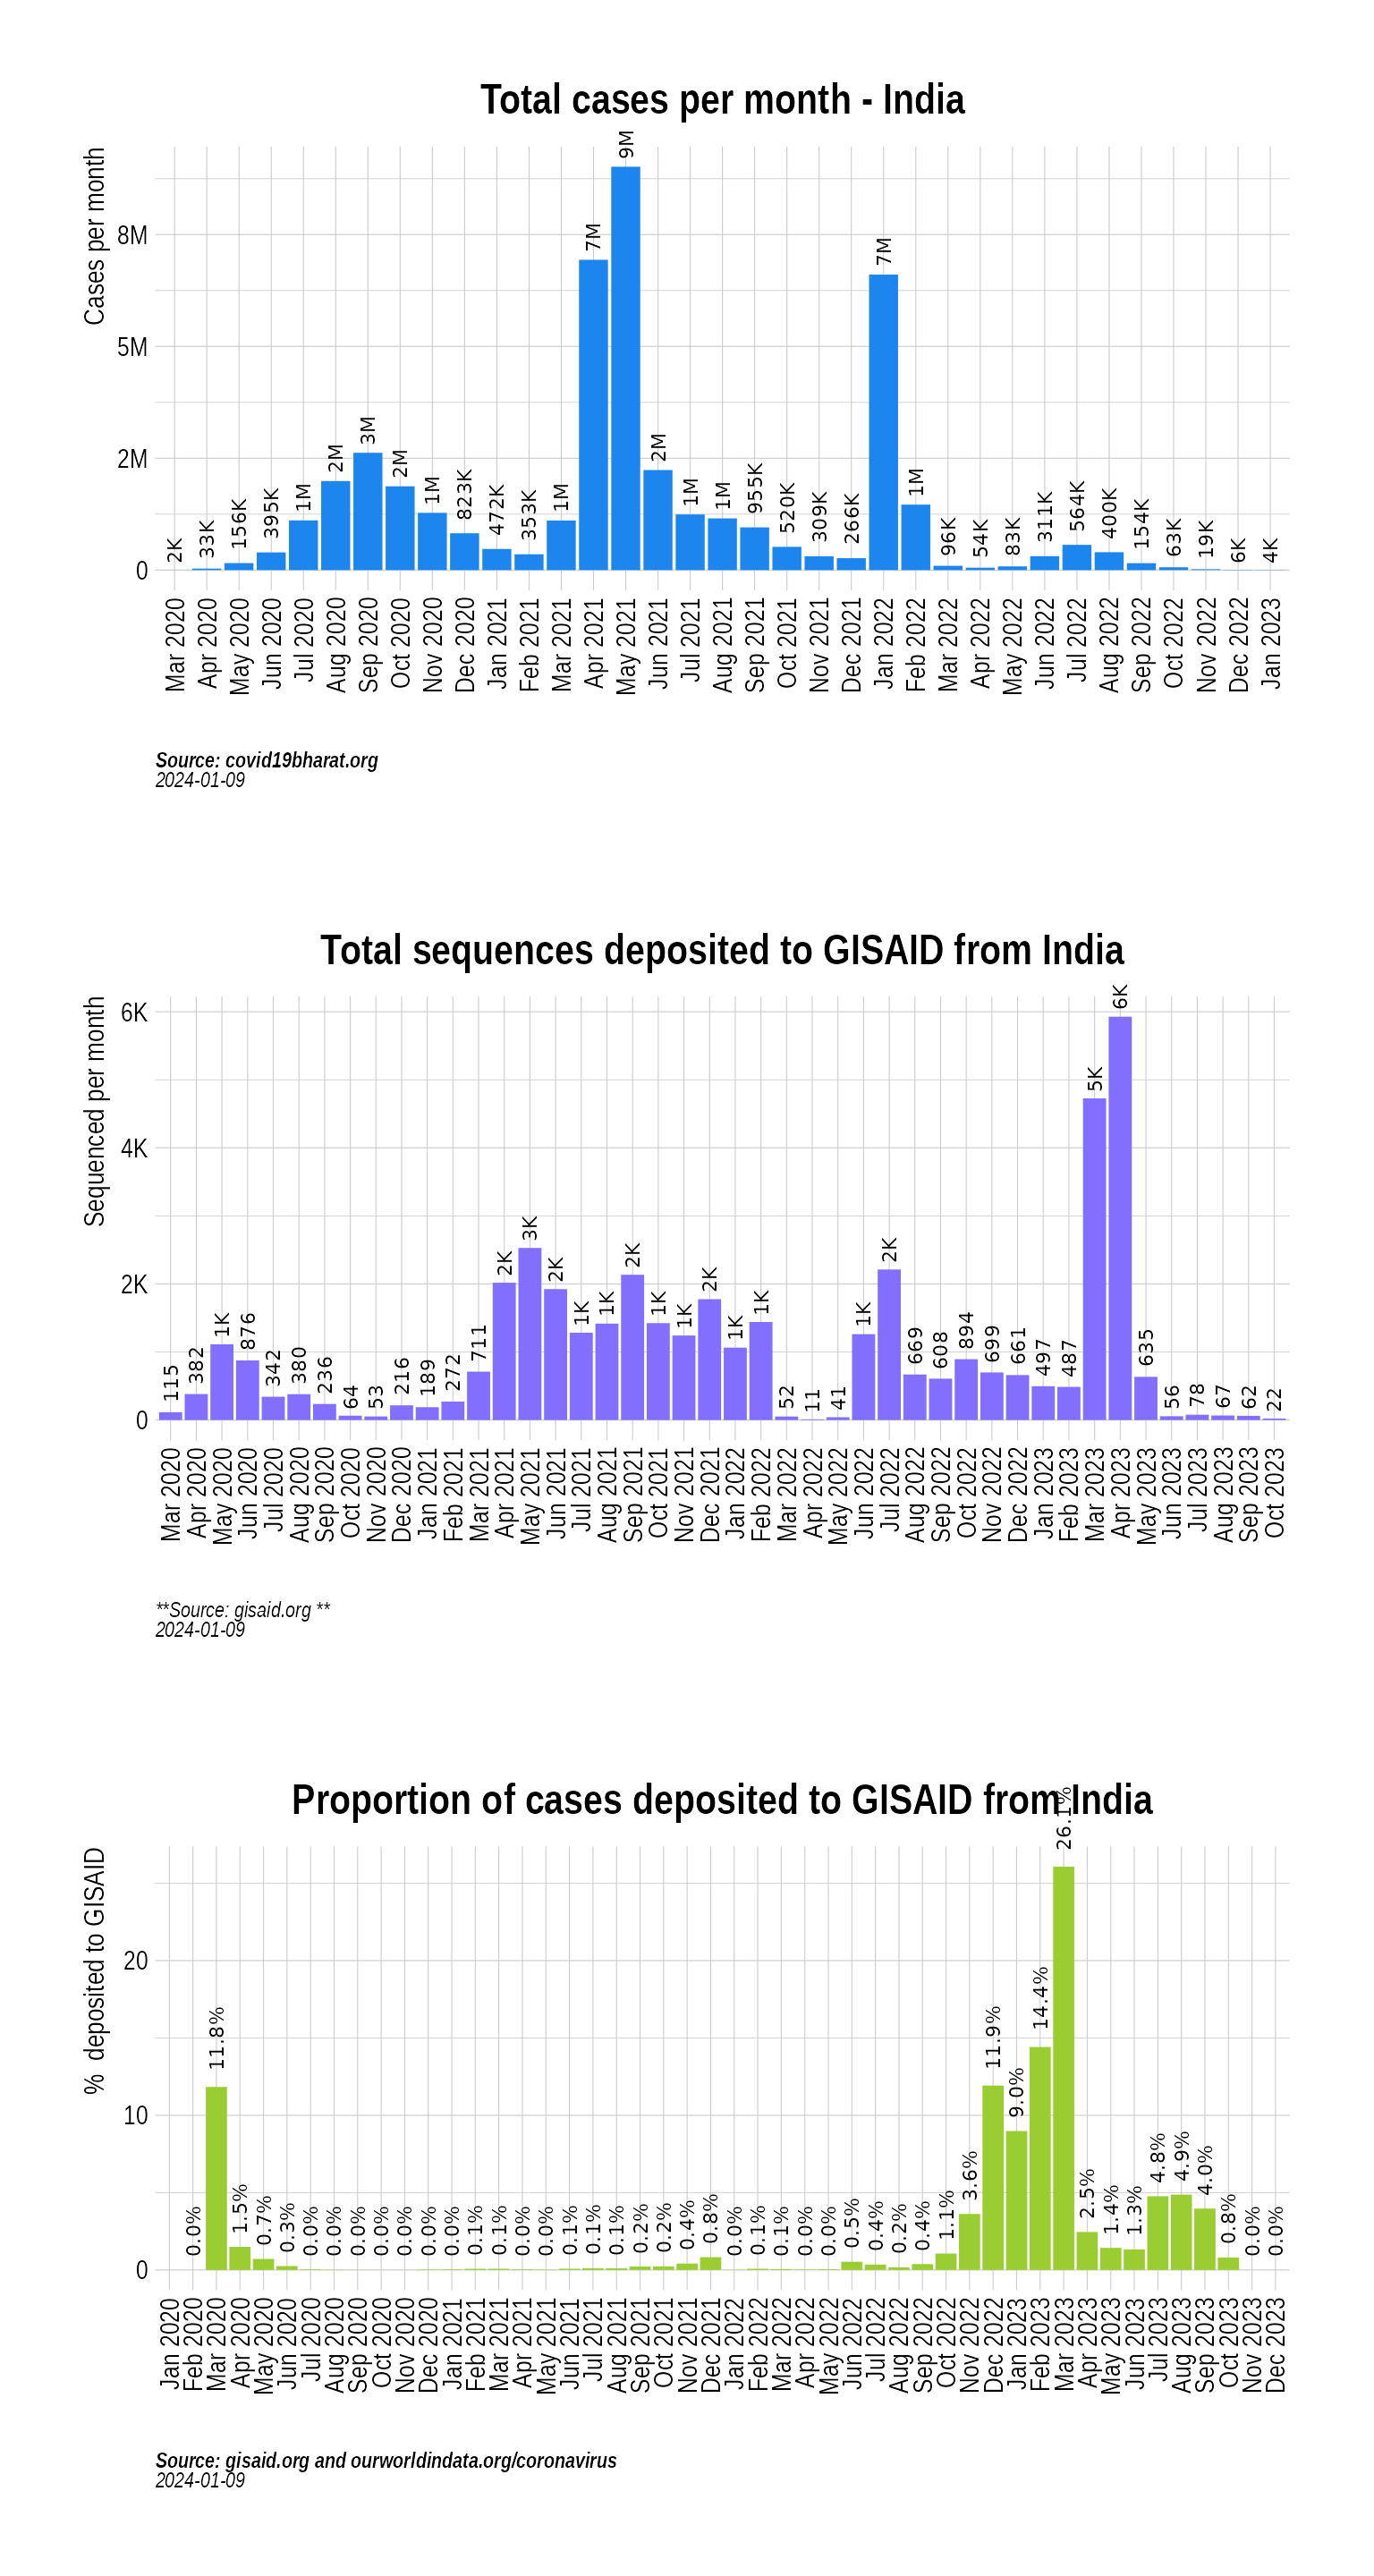 Total cases per month - India
Cases per month
8M
5M
2M
0
2K
33K
156K
395K
1M
2M
3M
2M
1M
823K
472K
353K
1M
7M
9M
2M
1M
1M
955K
520K
309K
266K
7M
1M
96K
54K
83K
311K
564K
400K
154K
63K
19K
6K
4K
Mar 2020
Apr 2020
May 2020
Jun 2020
Jul 2020
Aug 2020
Sep 2020
Oct 2020
Nov 2020
Dec 2020
Jan 2021
Feb 2021
Mar 2021
Apr 2021
May 2021
Jun 2021
Jul 2021
Aug 2021
Sep 2021
Oct 2021
Nov 2021
Dec 2021
Jan 2022
Feb 2022
Mar 2022
Apr 2022
May 2022
Jun 2022
Jul 2022
Aug 2022
Sep 2022
Oct 2022
Nov 2022
Dec 2022
Jan 2023
Source: covid19bharat.org
2024-01-09
Total sequences deposited to GISAID from India
Sequenced per month
6K
4K
2K
0
115
382
1K
876
342
380
236
64
53
216
189
272
711
2K
3K
2K
1K
1K
2K
1K
1K
2K
1K
1K
52
11
41
1K
2K
669
608
894
699
661
497
487
5K
6K
635
56
78
67
62
22
Mar 2020
Apr 2020
May 2020
Jun 2020
Jul 2020
Aug 2020
Sep 2020
Oct 2020
Nov 2020
Dec 2020
Jan 2021
Feb 2021
Mar 2021
Apr 2021
May 2021
Jun 2021
Jul 2021
Aug 2021
Sep 2021
Oct 2021
Nov 2021
Dec 2021
Jan 2022
Feb 2022
Mar 2022
Apr 2022
May 2022
Jun 2022
Jul 2022
Aug 2022
Sep 2022
Oct 2022
Nov 2022
Dec 2022
Jan 2023
Feb 2023
Mar 2023
Apr 2023
May 2023
Jun 2023
Jul 2023
Aug 2023
Sep 2023
Oct 2023
**Source: gisaid.org **
2024-01-09
Proportion of cases deposited to GISAID from India
% deposited to GISAID
20
10
0
0.0%
11.8%
1.5%
0.7%
0.3%
0.0%
0.0%
0.0%
0.0%
0.0%
0.0%
0.0%
0.1%
0.1%
0.0%
0.0%
0.1%
0.1%
0.1%
0.2%
0.2%
0.4%
0.8%
0.0%
0.1%
0.1%
0.0%
0.0%
0.5%
0.4%
0.2%
0.4%
1.1%
3.6%
11.9%
9.0%
14.4%
26.1%
2.5%
1.4%
1.3%
4.8%
4.9%
4.0%
0.8%
0.0%
0.0%
Jan 2020
Feb 2020
Mar 2020
Apr 2020
May 2020
Jun 2020
Jul 2020
Aug 2020
Sep 2020
Oct 2020
Nov 2020
Dec 2020
Jan 2021
Feb 2021
Mar 2021
Apr 2021
May 2021
Jun 2021
Jul 2021
Aug 2021
Sep 2021
Oct 2021
Nov 2021
Dec 2021
Jan 2022
Feb 2022
Mar 2022
Apr 2022
May 2022
Jun 2022
Jul 2022
Aug 2022
Sep 2022
Oct 2022
Nov 2022
Dec 2022
Jan 2023
Feb 2023
Mar 2023
Apr 2023
May 2023
Jun 2023
Jul 2023
Aug 2023
Sep 2023
Oct 2023
Nov 2023
Dec 2023
Source: gisaid.org and ourworldindata.org/coronavirus
2024-01-09